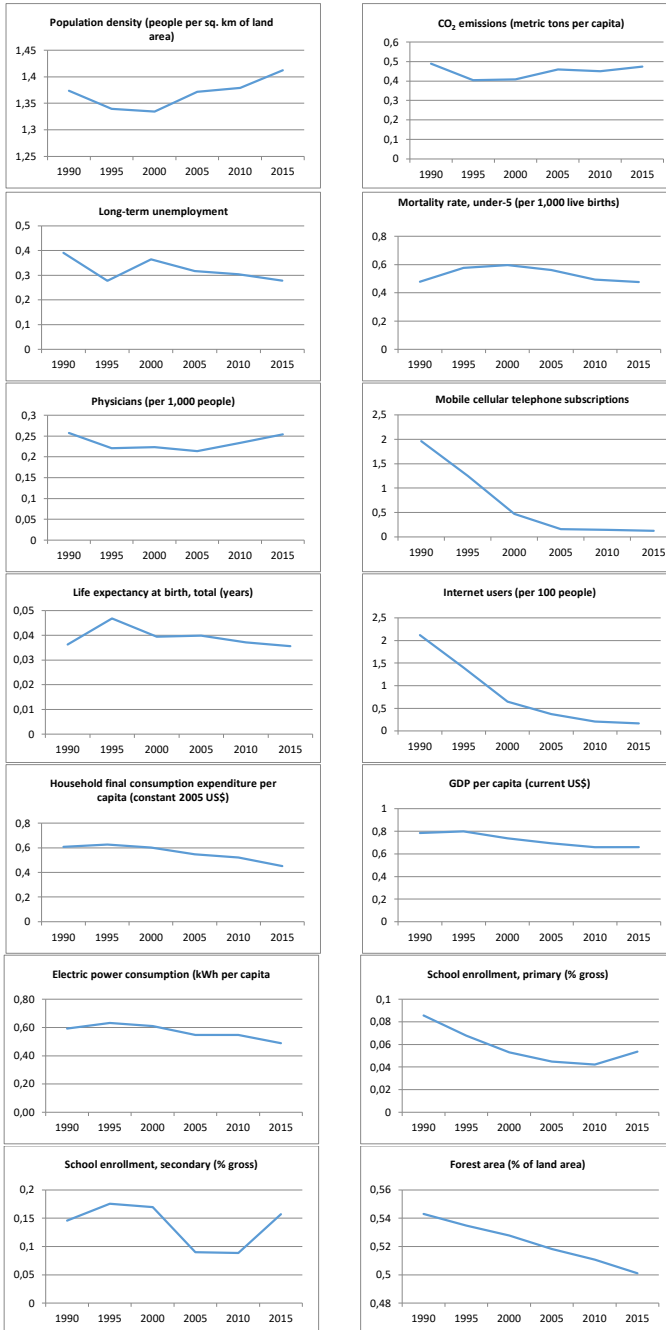 Population density (people per sq. km of land
area)
1,45
1,4
1,35
1,3
1,25
1990 1995 2000 2005 2010 2015
CO2 emissions (metric tons per capita)
0,6
0,5
0,4
0,3
0,2
0,1
0
1990 1995 2000 2005 2010 2015
Long-term unemployment
0,5
0,4
0,3
0,2
0,1
0
1990 1995 2000 2005 2010 2015
Mortality rate, under-5 (per 1,000 live births)
0,8
0,6
0,4
0,2
0
1990 1995 2000 2005 2010 2015
Physicians (per 1,000 people)
0,3
0,25
0,2
0,15
0,1
0,05
0
1990 1995 2000 2005 2010 2015
Mobile cellular telephone subscriptions
2,5
2
1,5
1
0,5
0
1990 1995 2000 2005 2010 2015
Life expectancy at birth, total (years)
0,05
0,04
0,03
0,02
0,01
0
1990 1995 2000 2005 2010 2015
Internet users (per 100 people)
2,5
2
1,5
1
0,5
0
1990 1995 2000 2005 2010 2015
Household final consumption expenditure per
capita (constant 2005 US$)
0,8
0,6
0,4
0,2
0
1990 1995 2000 2005 2010 2015
GDP per capita (current US$)
1
0,8
0,6
0,4
0,2
0
1990 1995 2000 2005 2010 2015
Electric power consumption (kWh per capita
0,80
0,60
0,40
0,20
0,00
1990 1995 2000 2005 2010 2015
School enrollment, primary (% gross)
0,1
0,08
0,06
0,04
0,02
0
1990 1995 2000 2005 2010 2015
School enrollment, secondary (% gross)
0,2
0,15
0,1
0,05
0
1990 1995 2000 2005 2010 2015
Forest area (% of land area)
0,56
0,54
0,52
0,5
0,48
1990 1995 2000 2005 2010 2015